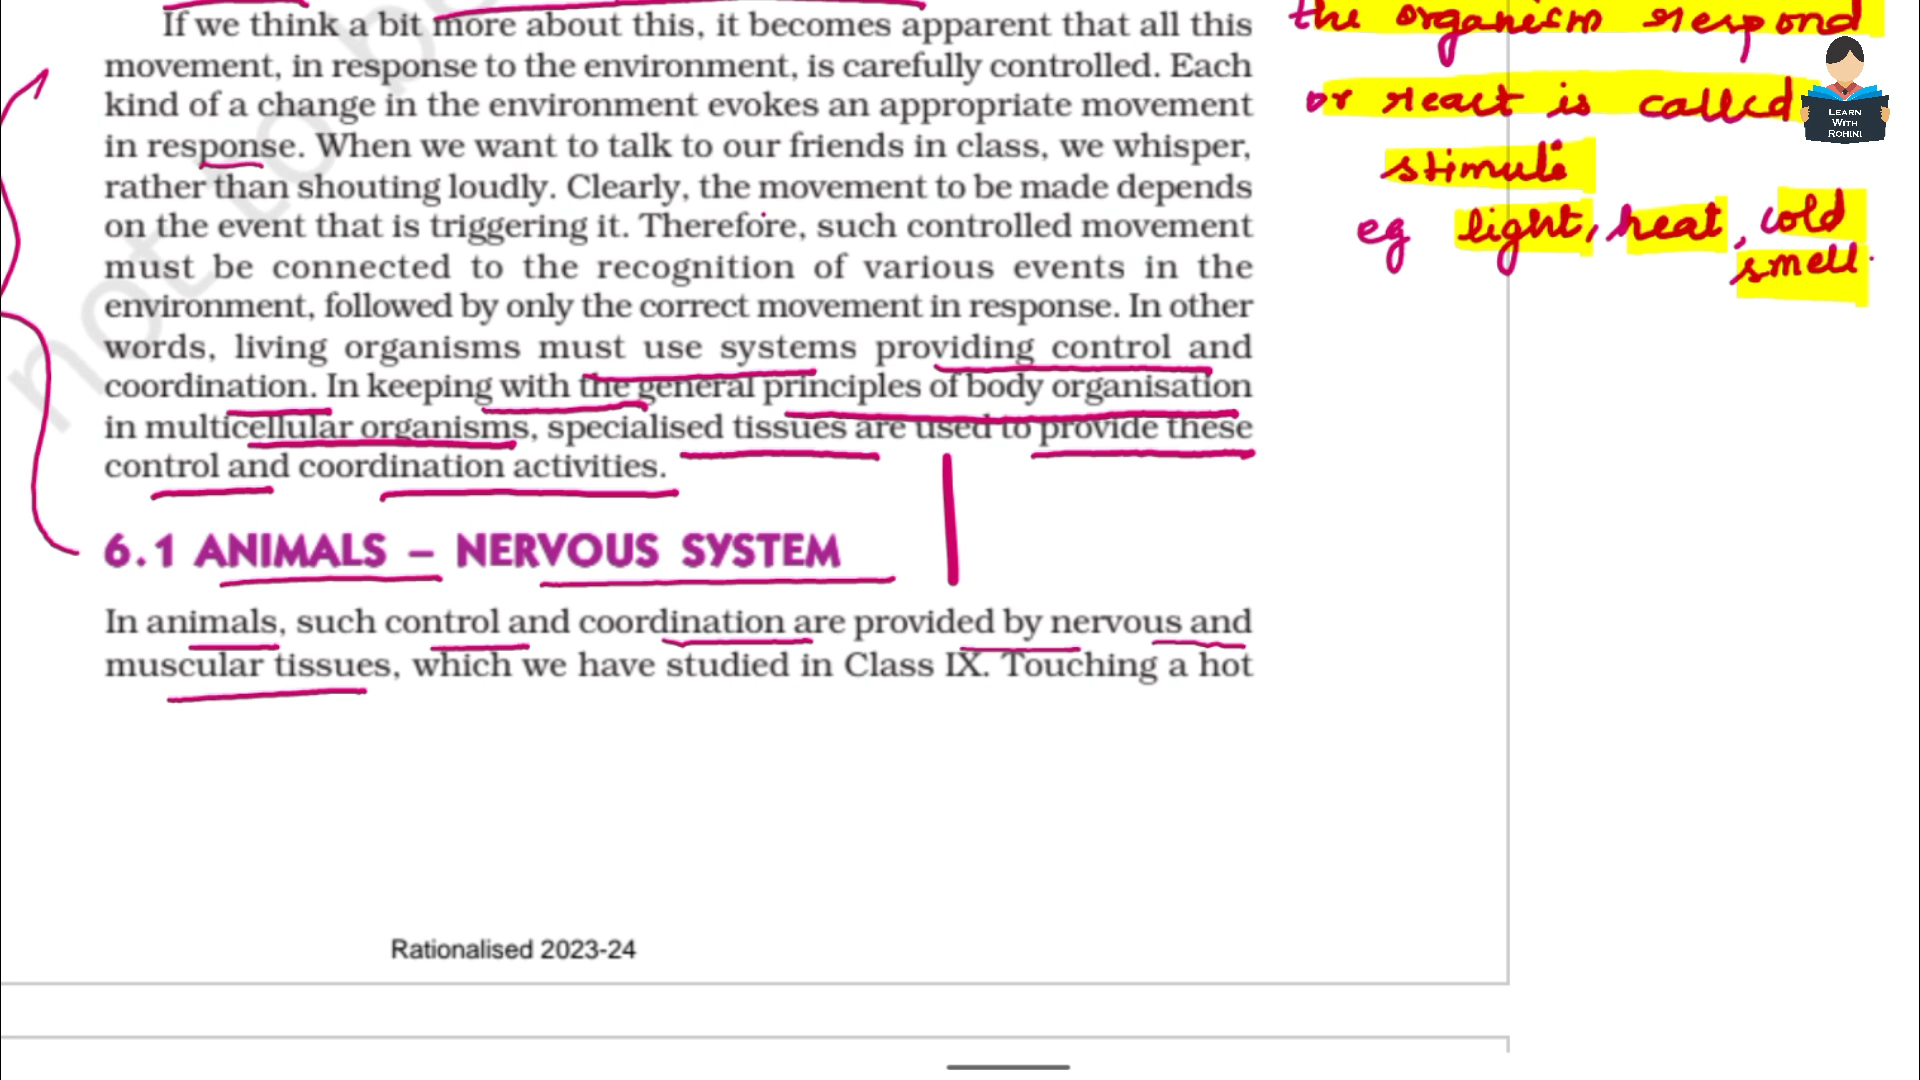 If we think a bit more about this, it becomes apparent that all this
movement, in response to the environment, is carefully controlled. Each
kind of a change in the environment evokes an appropriate movement
in response. When we want to talk to our friends in class, we whisper,
rather than shouting loudly. Clearly, the movement to be made depends
on the event that is triggering it. Therefore, such controlled movement
must be connected to the recognition of various events in the
environment, followed by only the correct movement in response. In other
words, living organisms must use systems providing control and
coordination. In keeping with the general principles of body organisation
in multicellular organisms, specialised tissues are used to provide these
control and coordination activities.
6.1 ANIMALS – NERVOUS SYSTEM
In animals, such control and coordination are provided by nervous and
muscular tissues, which we have studied in Class IX. Touching a hot
Rationalised 2023-24
not to be
the organism respond
or react is called
stimuli
eg light, heat, cold
smell.
LEARN
WITH
ROHINI